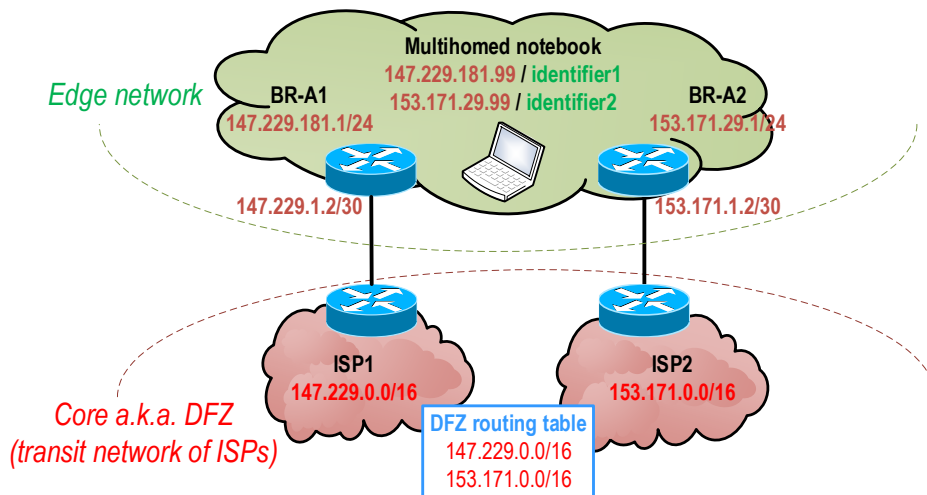 Multihomed notebook
147.229.181.99 / identifier1
153.171.29.99 / identifier2
Edge network
BR-A1
147.229.181.1/24
BR-A2
153.171.29.1/24
147.229.1.2/30
153.171.1.2/30
ISP1
147.229.0.0/16
ISP2
153.171.0.0/16
Core a.k.a. DFZ
(transit network of ISPs)
DFZ routing table
147.229.0.0/16
153.171.0.0/16